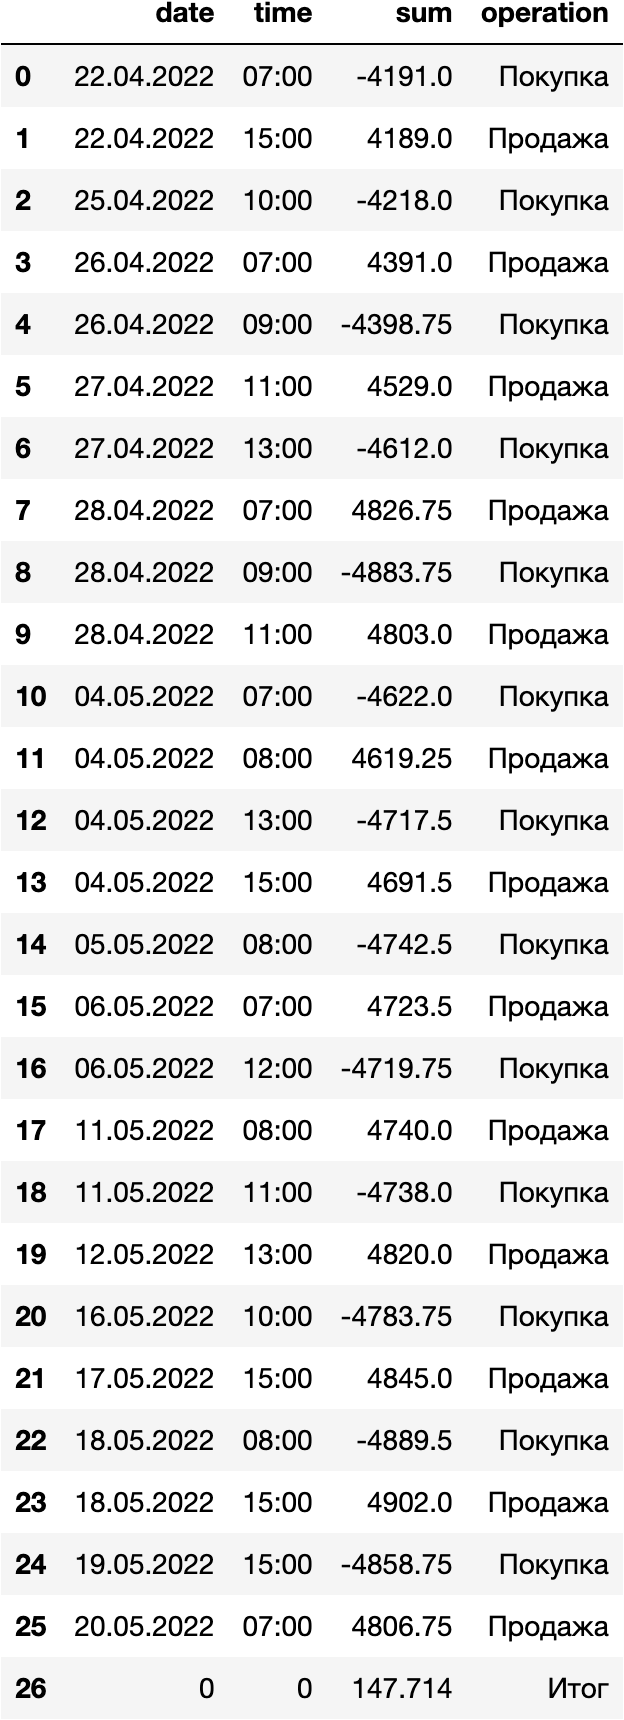 date time sum operation
0 22.04.2022 07:00 -4191.0 Покупка
1 22.04.2022 15:00 4189.0 Продажа
2 25.04.2022 10:00 -4218.0 Покупка
3 26.04.2022 07:00 4391.0 Продажа
4 26.04.2022 09:00 -4398.75 Покупка
5 27.04.2022 11:00 4529.0 Продажа
6 27.04.2022 13:00 -4612.0 Покупка
7 28.04.2022 07:00 4826.75 Продажа
8 28.04.2022 09:00 -4883.75 Покупка
9 28.04.2022 11:00 4803.0 Продажа
10 04.05.2022 07:00 -4622.0 Покупка
11 04.05.2022 08:00 4619.25 Продажа
12 04.05.2022 13:00 -4717.5 Покупка
13 04.05.2022 15:00 4691.5 Продажа
14 05.05.2022 08:00 -4742.5 Покупка
15 06.05.2022 07:00 4723.5 Продажа
16 06.05.2022 12:00 -4719.75 Покупка
17 11.05.2022 08:00 4740.0 Продажа
18 11.05.2022 11:00 -4738.0 Покупка
19 12.05.2022 13:00 4820.0 Продажа
20 16.05.2022 10:00 -4783.75 Покупка
21 17.05.2022 15:00 4845.0 Продажа
22 18.05.2022 08:00 -4889.5 Покупка
23 18.05.2022 15:00 4902.0 Продажа
24 19.05.2022 15:00 -4858.75 Покупка
25 20.05.2022 07:00 4806.75 Продажа
26 0 0 147.714 Итог